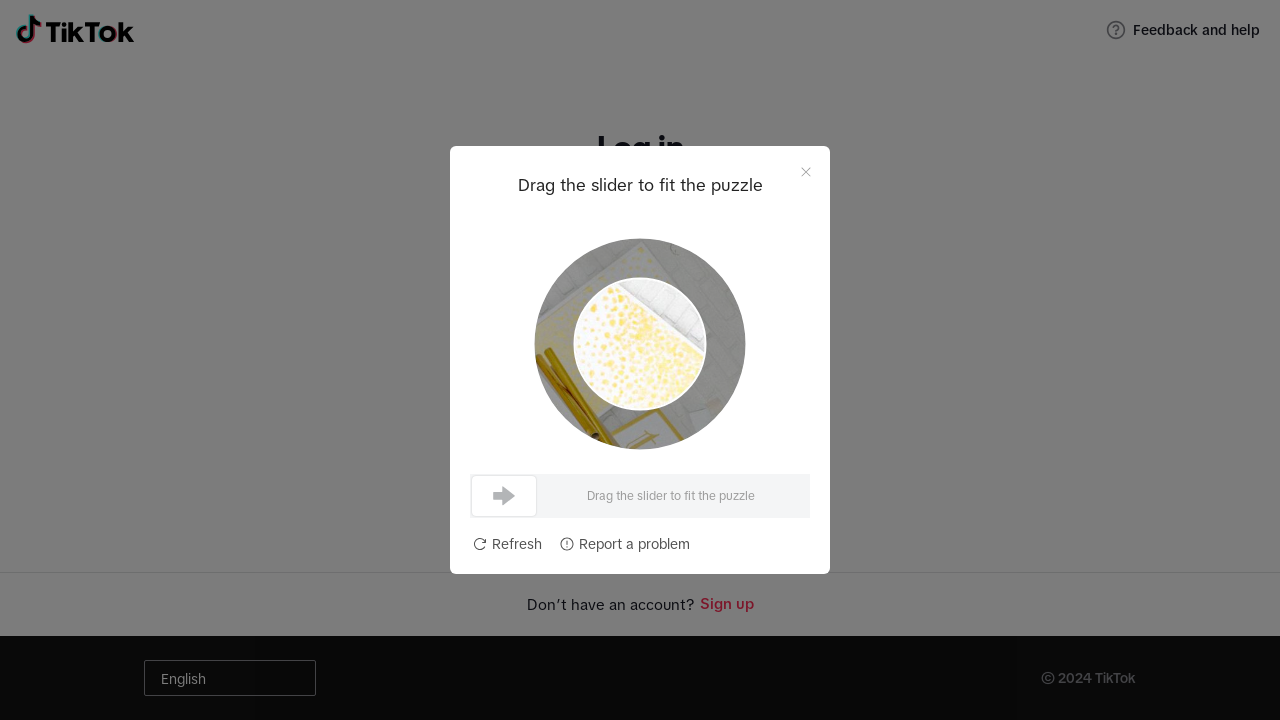 TikTok
Feedback and help
Log in
Drag the slider to fit the puzzle
Drag the slider to fit the puzzle
Refresh
Report a problem
Don't have an account? Sign up
English
© 2024 TikTok